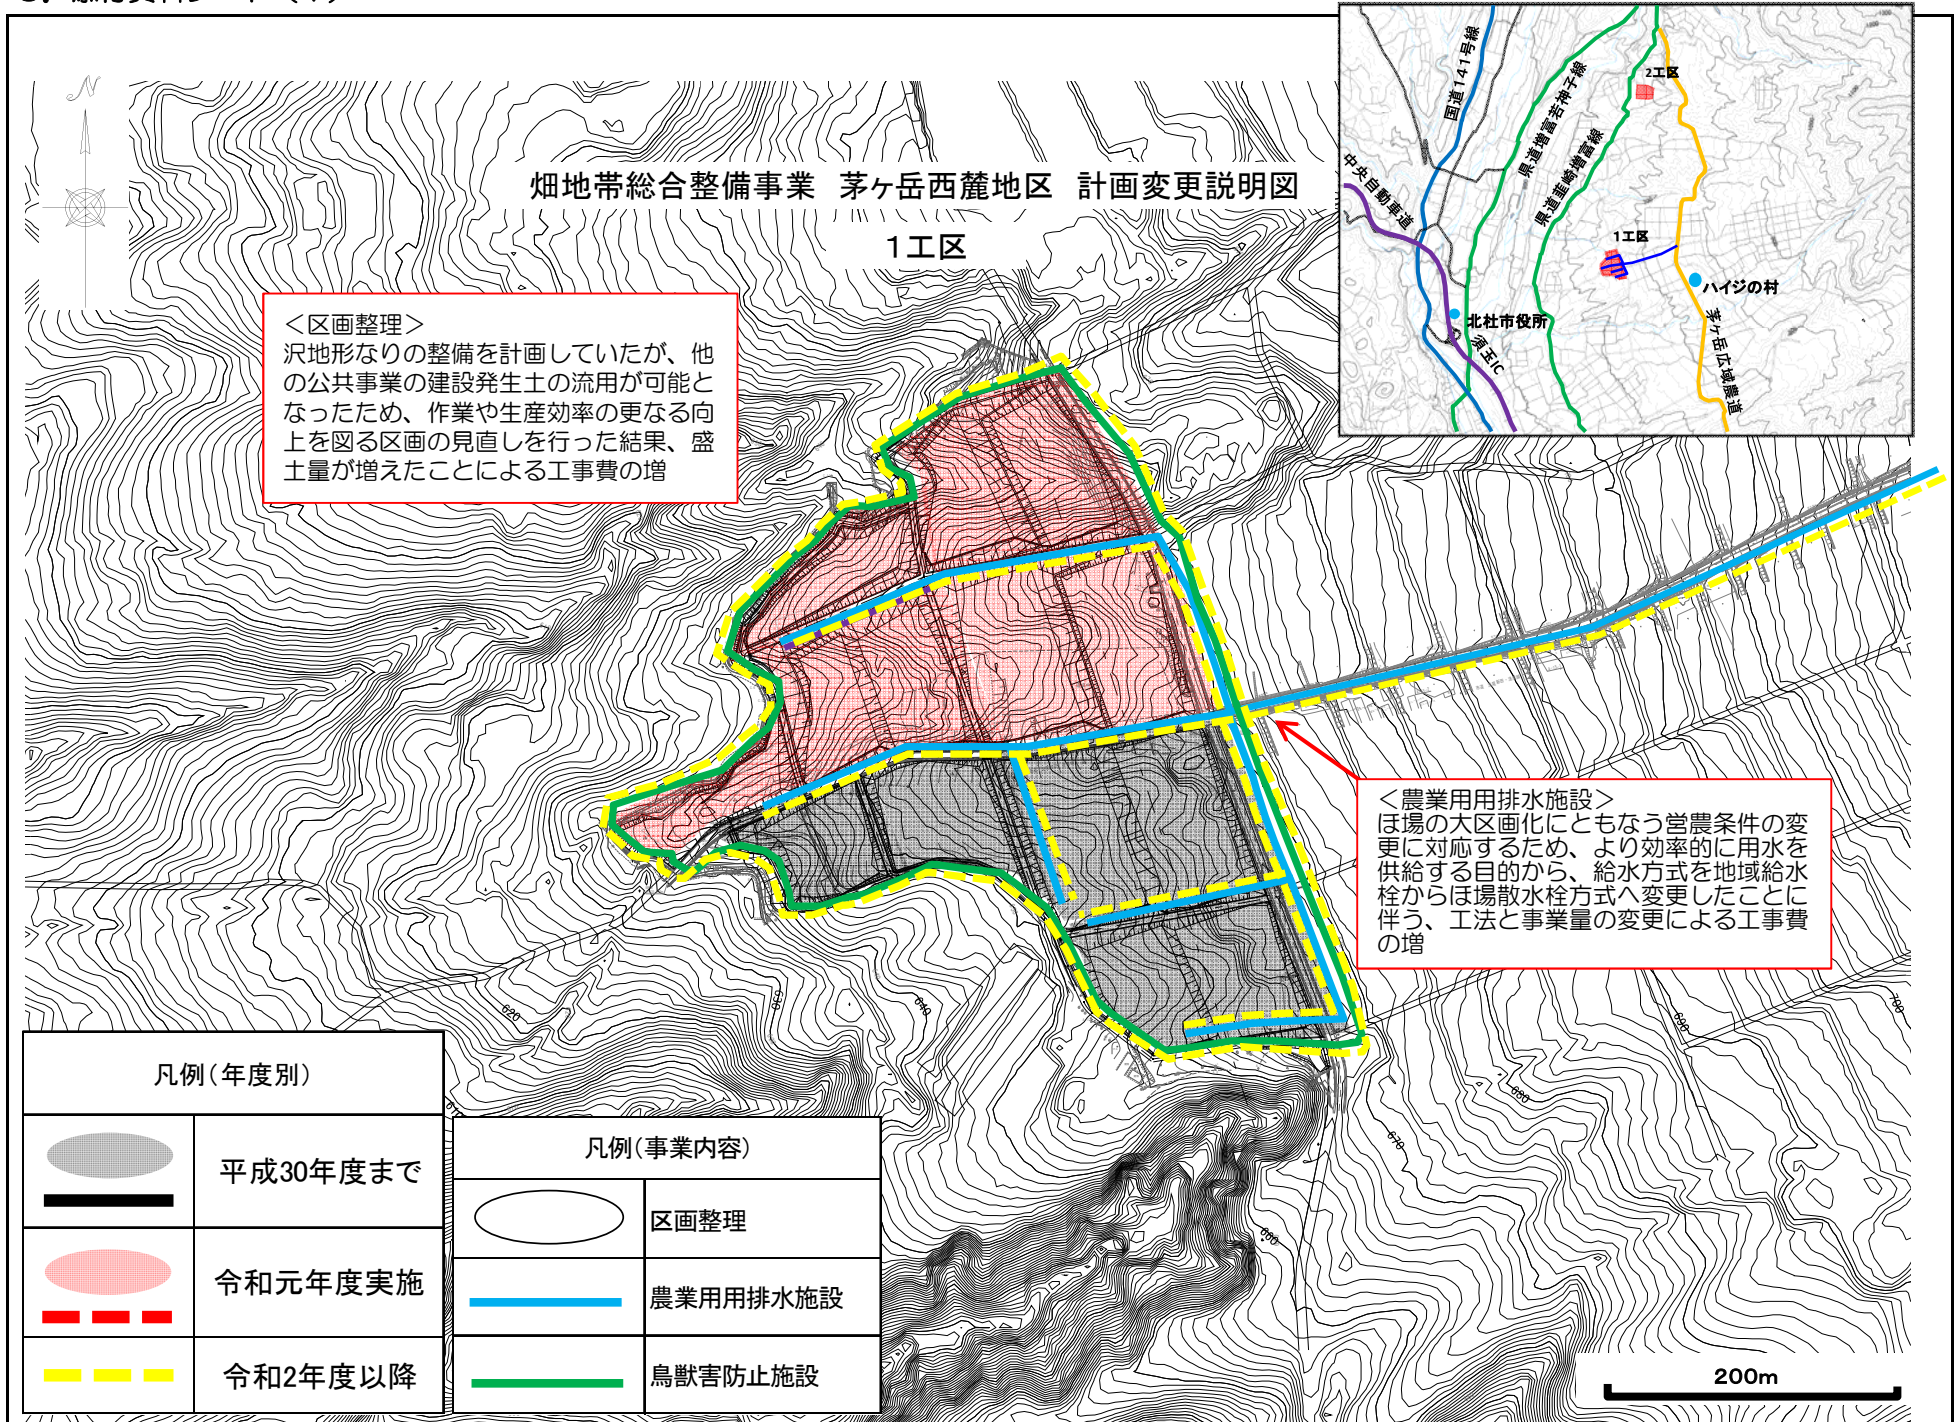 N
畑地帯総合整備事業 茅ヶ岳西麓地区 計画変更説明図
1工区
<区画整理>
沢地形なりの整備を計画していたが、他
の公共事業の建設発生土の流用が可能と
なったため、作業や生産効率の更なる向
上を図る区画の見直しを行った結果、盛
土量が増えたことによる工事費の増
国道141号線
県道増富若神子線
県道韮崎増富線
中央自動車道
2工区
1工区
ハイジの村
北杜市役所
須玉IC
茅ヶ岳広域農道
<農業用用排水施設>
ほ場の大区画化にともなう営農条件の変
更に対応するため、より効率的に用水を
供給する目的から、給水方式を地域給水
栓からほ場散水栓方式へ変更したことに
伴う、工法と事業量の変更による工事費
の増
620
630
640
660
670
680
690
700
凡例(年度別)
平成30年度まで
令和元年度実施
令和2年度以降
凡例(事業内容)
区画整理
農業用用排水施設
鳥獣害防止施設
200m